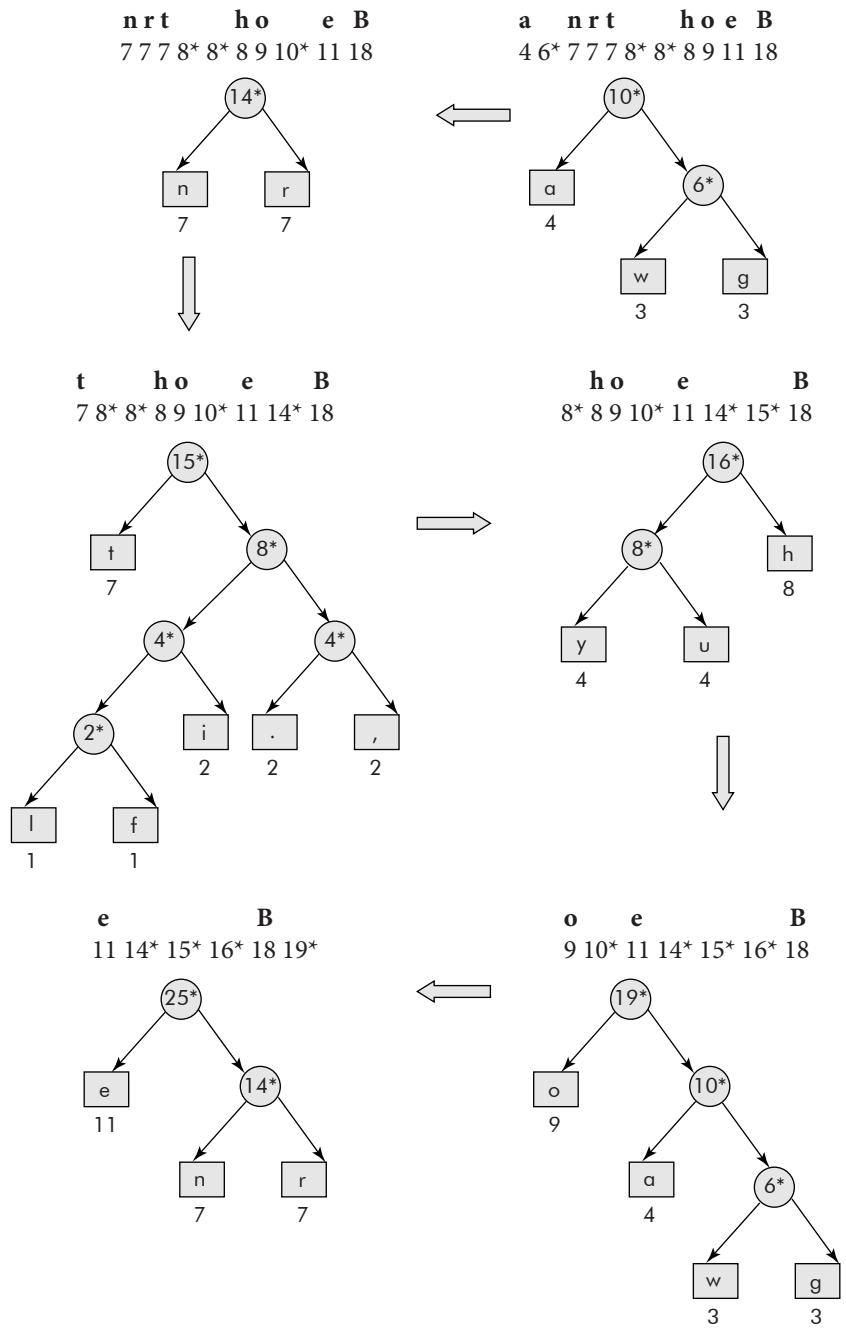 n r t h o e B
7 7 7 8* 8* 8 9 10* 11 18
14*
n r
7 7
a n r t h o e B
4 6* 7 7 7 8* 8* 8 9 11 18
10*
a 6*
4
w g
3 3
t h o e B
7 8* 8* 8 9 10* 11 14* 18
15*
t 8*
7
4* 4*
2* i . ,
2 2 2
l f
1 1
h o e B
8* 8 9 10* 11 14* 15* 18
16*
8* h
8
y u
4 4
e B
11 14* 15* 16* 18 19*
25*
e 14*
11
n r
7 7
o e B
9 10* 11 14* 15* 16* 18
19*
o 10*
9
a 6*
4
w g
3 3